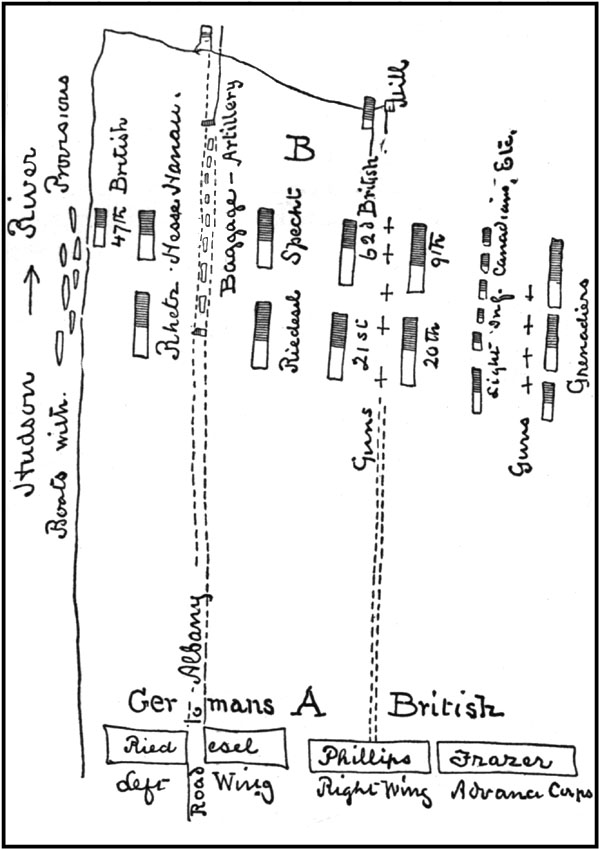 Hudson → River
Boats with. Provisions
47th British
Rhetz. Hesse Hanau.
Baggage - Artillery
B
Specht
Riedesel
62d British
Mill
9th
21st
20th
Guns
Light Inf. Canadians, Etc.
Guns
Grenadiers
to Albany
Road
Germans A British
Riedesel
Left Wing
Phillips
Right Wing
Frazer
Advance Corps